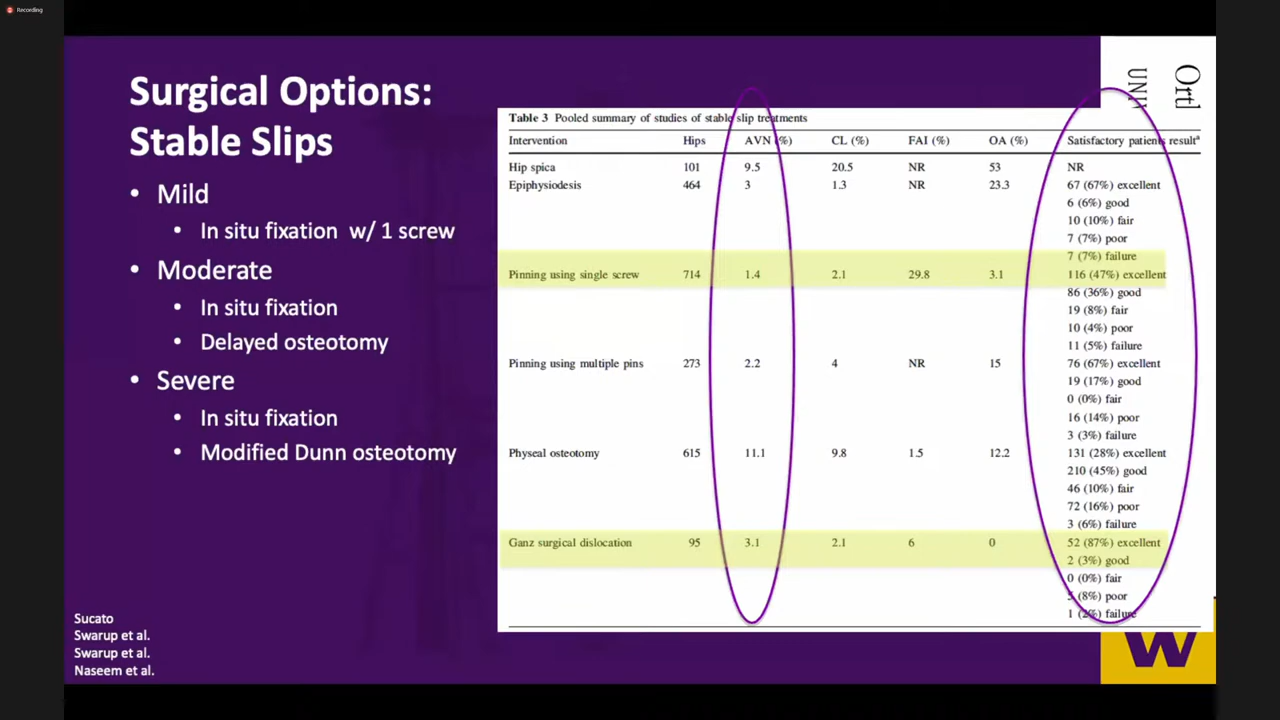 Recording
Surgical Options:
Stable Slips
• Mild
• In situ fixation w/ 1 screw
• Moderate
• In situ fixation
• Delayed osteotomy
• Severe
• In situ fixation
• Modified Dunn osteotomy
Sucato
Swarup et al.
Swarup et al.
Naseem et al.
Table 3 Pooled summary of studies of stable slip treatments
Intervention Hips AVN (%) CL (%) FAI (%) OA (%) Satisfactory patients resultᵃ
Hip spica 101 9.5 20.5 NR 53 NR
Epiphysiodesis 464 3 1.3 NR 23.3 67 (67%) excellent
6 (6%) good
10 (10%) fair
7 (7%) poor
7 (7%) failure
Pinning using single screw 714 1.4 2.1 29.8 3.1 116 (47%) excellent
86 (36%) good
19 (8%) fair
10 (4%) poor
11 (5%) failure
Pinning using multiple pins 273 2.2 4 NR 15 76 (67%) excellent
19 (17%) good
0 (0%) fair
16 (14%) poor
3 (3%) failure
Physeal osteotomy 615 11.1 9.8 1.5 12.2 131 (28%) excellent
210 (45%) good
46 (10%) fair
72 (16%) poor
3 (6%) failure
Ganz surgical dislocation 95 3.1 2.1 6 0 52 (87%) excellent
2 (3%) good
0 (0%) fair
5 (8%) poor
1 (2%) failure
UNI
Ort
W